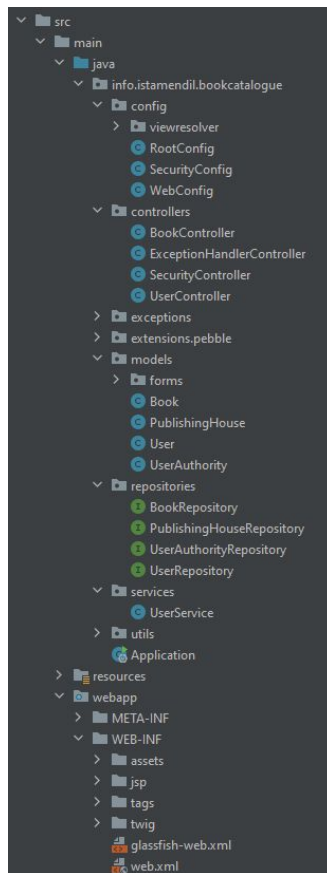 src
main
java
info.istamendil.bookcatalogue
config
viewresolver
RootConfig
SecurityConfig
WebConfig
controllers
BookController
ExceptionHandlerController
SecurityController
UserController
exceptions
extensions.pebble
models
forms
Book
PublishingHouse
User
UserAuthority
repositories
BookRepository
PublishingHouseRepository
UserAuthorityRepository
UserRepository
services
UserService
utils
Application
resources
webapp
META-INF
WEB-INF
assets
jsp
tags
twig
glassfish-web.xml
web.xml